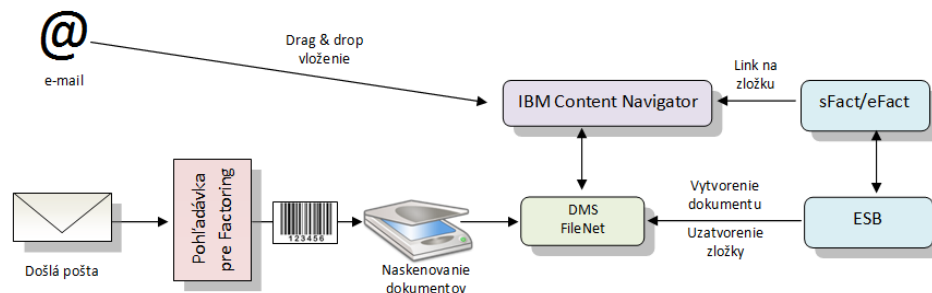 @
e-mail
Drag & drop
vloženie
IBM Content Navigator
Link na
zložku
sFact/eFact
Došlá pošta
Pohľadávka
pre Factoring
123456
Naskenovanie
dokumentov
DMS
FileNet
Vytvorenie
dokumentu
Uzatvorenie
zložky
ESB